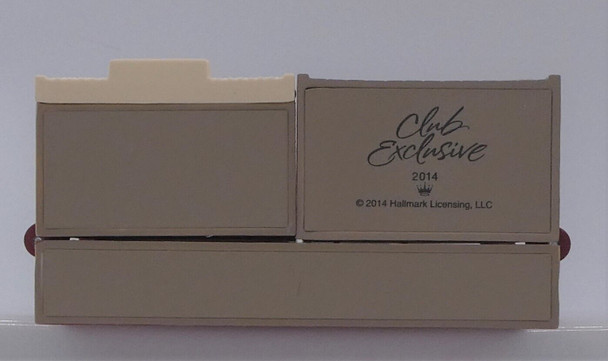 Club
Exclusive
2014
© 2014 Hallmark Licensing, LLC